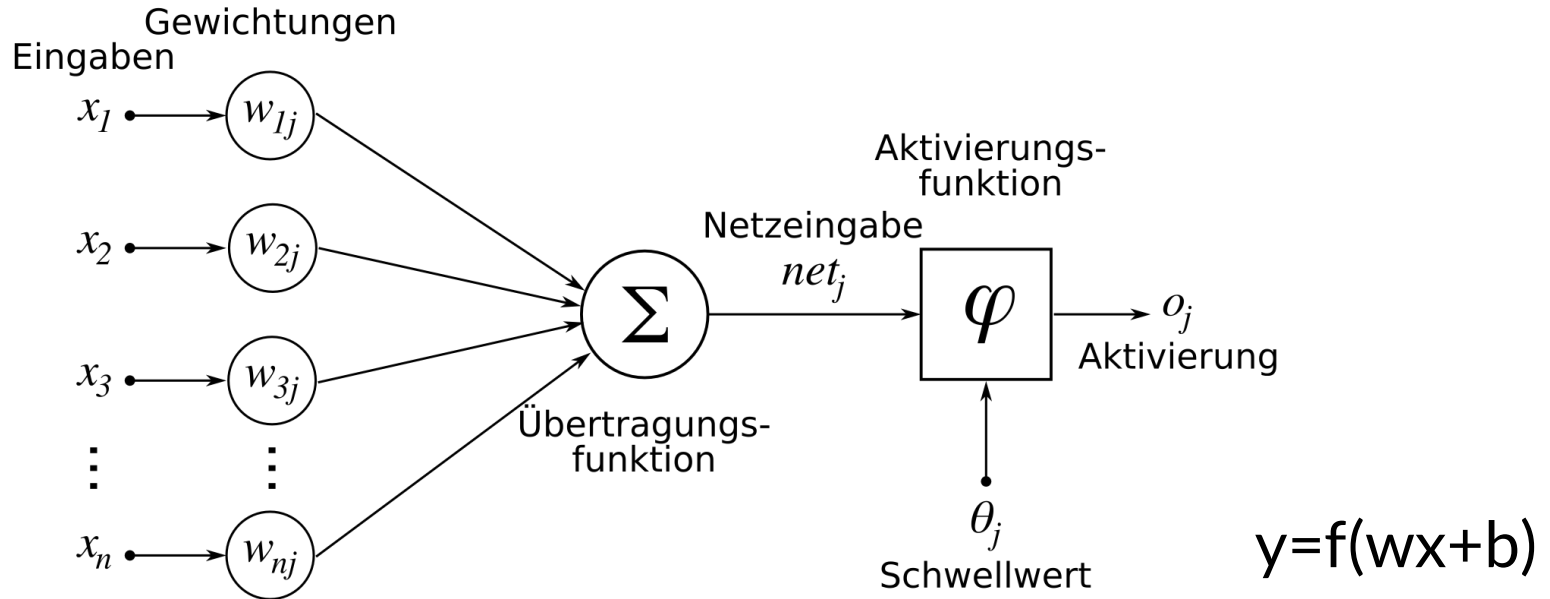 Gewichtungen
Eingaben
x1
w1j
x2
w2j
x3
w3j
⋮ ⋮
xn
wnj
Σ
Übertragungs-
funktion
Netzeingabe
netj
Aktivierungs-
funktion
φ
oj
Aktivierung
θj
Schwellwert
y=f(wx+b)